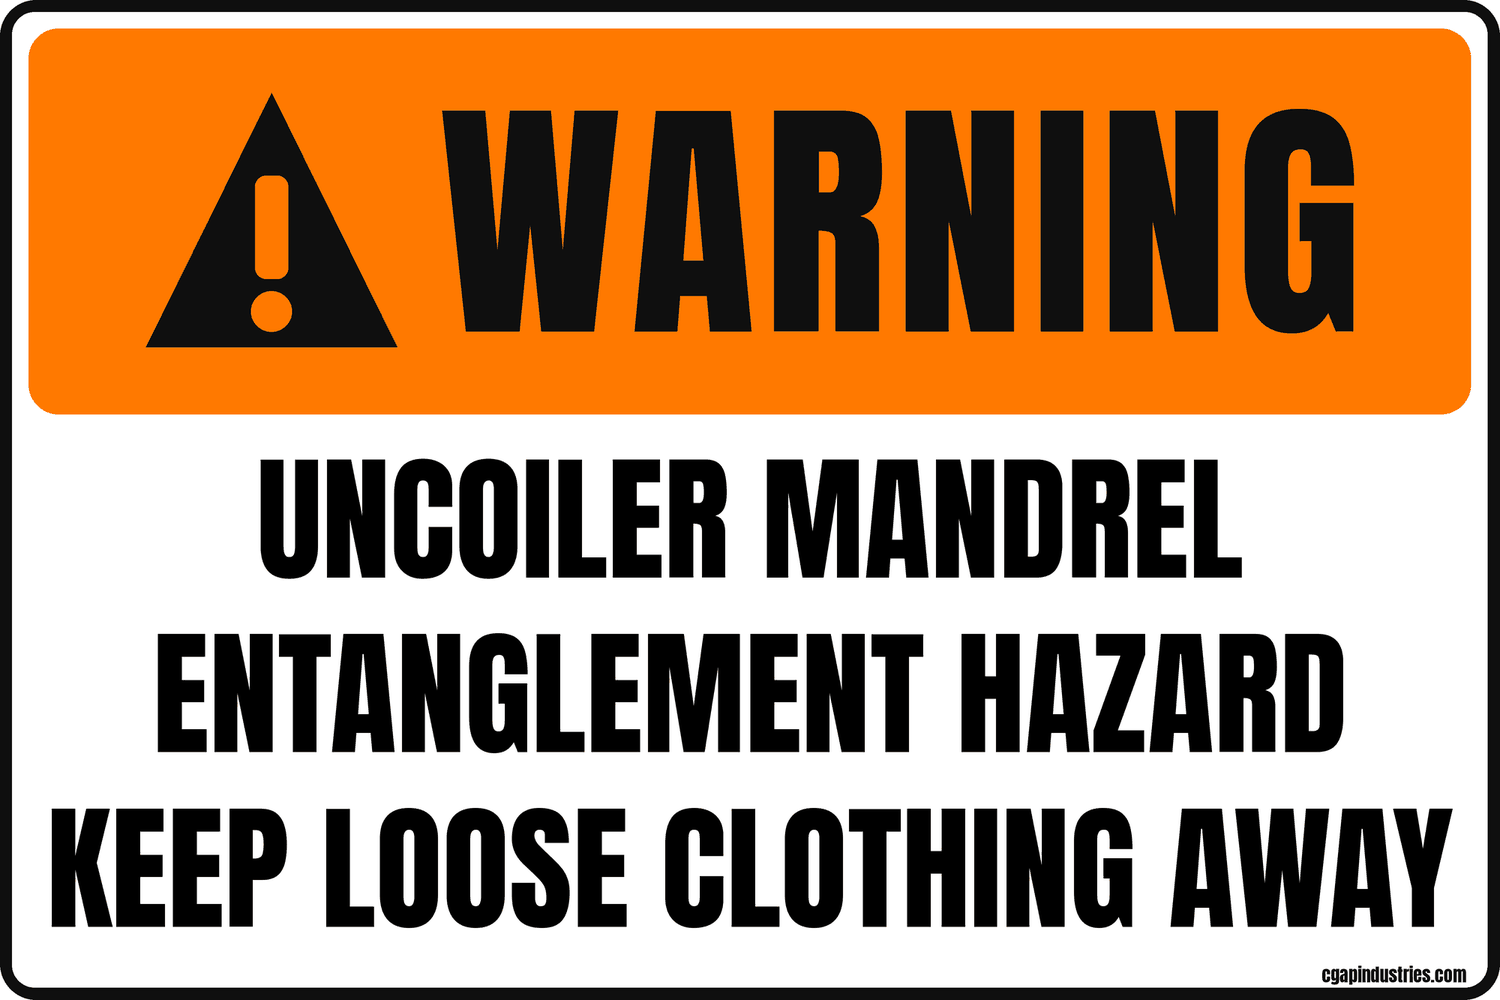 WARNING
UNCOILER MANDREL
ENTANGLEMENT HAZARD
KEEP LOOSE CLOTHING AWAY
cgapindustries.com